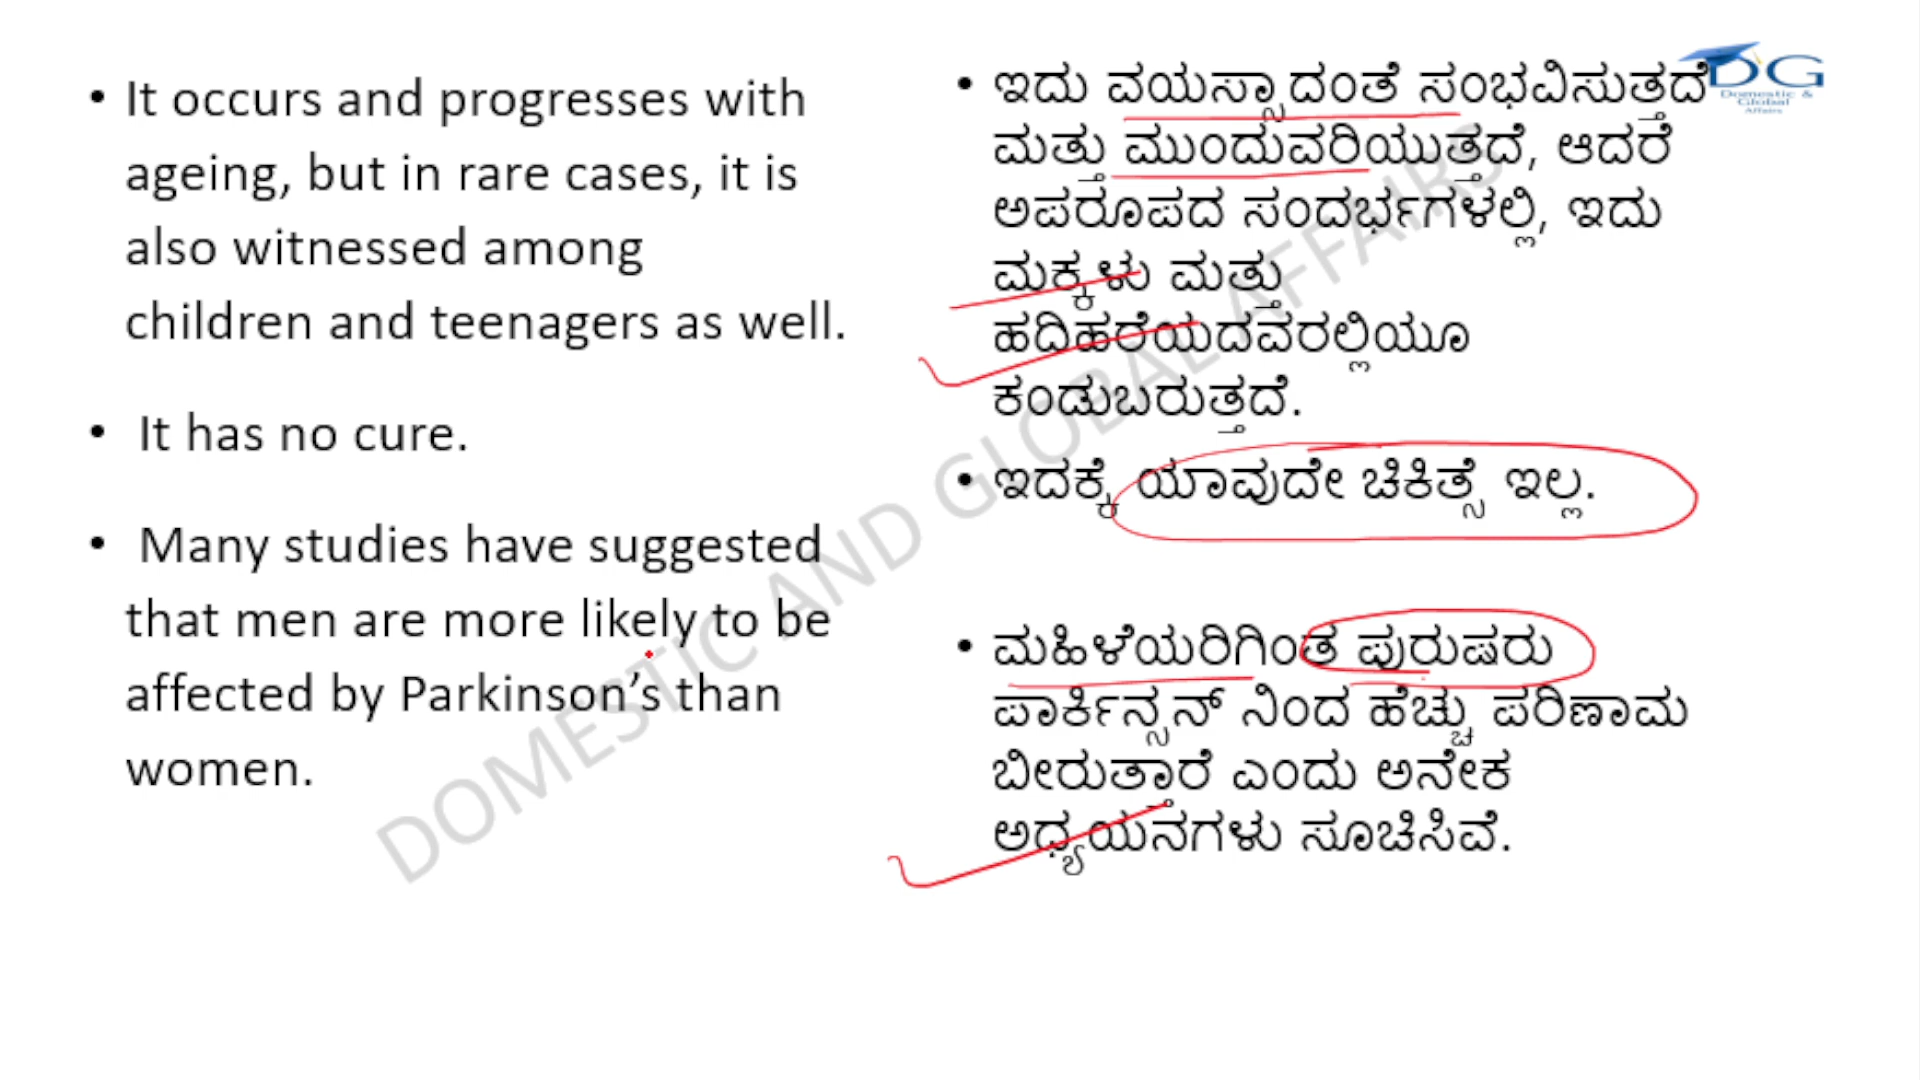 • It occurs and progresses with
ageing, but in rare cases, it is
also witnessed among
children and teenagers as well.
• It has no cure.
• Many studies have suggested
that men are more likely to be
affected by Parkinson’s than
women.
• ಇದು ವಯಸ್ಸಾದಂತೆ ಸಂಭವಿಸುತ್ತದೆ
ಮತ್ತು ಮುಂದುವರಿಯುತ್ತದೆ, ಆದರೆ
ಅಪರೂಪದ ಸಂದರ್ಭಗಳಲ್ಲಿ, ಇದು
ಮಕ್ಕಳು ಮತ್ತು
ಹದಿಹರೆಯದವರಲ್ಲಿಯೂ
ಕಂಡುಬರುತ್ತದೆ.
• ಇದಕ್ಕೆ ಯಾವುದೇ ಚಿಕಿತ್ಸೆ ಇಲ್ಲ.
• ಮಹಿಳೆಯರಿಗಿಂತ ಪುರುಷರು
ಪಾರ್ಕಿನ್ಸನ್ ನಿಂದ ಹೆಚ್ಚು ಪರಿಣಾಮ
ಬೀರುತ್ತಾರೆ ಎಂದು ಅನೇಕ
ಅಧ್ಯಯನಗಳು ಸೂಚಿಸಿವೆ.
DG
Domestic &
Global
Affairs
DOMESTIC AND GLOBAL AFFAIRS